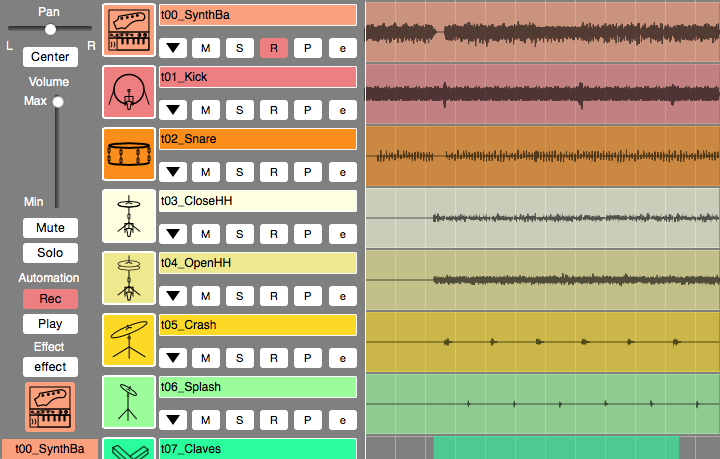 Pan
L R
Center
Volume
Max
Min
Mute
Solo
Automation
Rec
Play
Effect
effect
t00_SynthBa
t00_SynthBa
M S R P e
t01_Kick
M S R P e
t02_Snare
M S R P e
t03_CloseHH
M S R P e
t04_OpenHH
M S R P e
t05_Crash
M S R P e
t06_Splash
M S R P e
t07_Claves